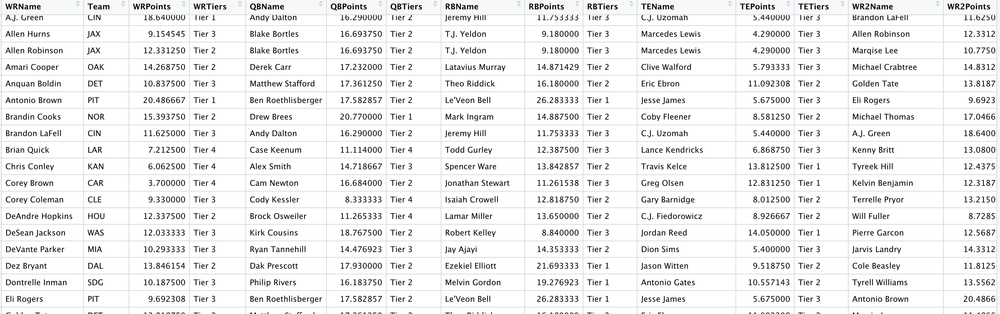 WRName Team WRPoints WRTiers QBName QBPoints QBTiers RBName RBPoints RBTiers TEName TEPoints TETiers WR2Name WR2Points
A.J. Green CIN 18.640000 Tier 1 Andy Dalton 16.290000 Tier 2 Jeremy Hill 11.753333 Tier 3 C.J. Uzomah 5.440000 Tier 3 Brandon LaFell 11.6250
Allen Hurns JAX 9.154545 Tier 3 Blake Bortles 16.693750 Tier 2 T.J. Yeldon 9.180000 Tier 3 Marcedes Lewis 4.290000 Tier 3 Allen Robinson 12.3312
Allen Robinson JAX 12.331250 Tier 2 Blake Bortles 16.693750 Tier 2 T.J. Yeldon 9.180000 Tier 3 Marcedes Lewis 4.290000 Tier 3 Marqise Lee 10.7750
Amari Cooper OAK 14.268750 Tier 2 Derek Carr 17.232000 Tier 2 Latavius Murray 14.871429 Tier 2 Clive Walford 5.793333 Tier 3 Michael Crabtree 14.8312
Anquan Boldin DET 10.837500 Tier 3 Matthew Stafford 17.361250 Tier 2 Theo Riddick 16.180000 Tier 2 Eric Ebron 11.092308 Tier 2 Golden Tate 13.8187
Antonio Brown PIT 20.486667 Tier 1 Ben Roethlisberger 17.582857 Tier 2 Le'Veon Bell 26.283333 Tier 1 Jesse James 5.675000 Tier 3 Eli Rogers 9.6923
Brandin Cooks NOR 15.393750 Tier 2 Drew Brees 20.770000 Tier 1 Mark Ingram 14.887500 Tier 2 Coby Fleener 8.581250 Tier 2 Michael Thomas 17.0466
Brandon LaFell CIN 11.625000 Tier 3 Andy Dalton 16.290000 Tier 2 Jeremy Hill 11.753333 Tier 3 C.J. Uzomah 5.440000 Tier 3 A.J. Green 18.6400
Brian Quick LAR 7.212500 Tier 4 Case Keenum 11.114000 Tier 4 Todd Gurley 12.387500 Tier 3 Lance Kendricks 6.868750 Tier 3 Kenny Britt 13.0800
Chris Conley KAN 6.062500 Tier 4 Alex Smith 14.718667 Tier 3 Spencer Ware 13.842857 Tier 2 Travis Kelce 13.812500 Tier 1 Tyreek Hill 12.4375
Corey Brown CAR 3.700000 Tier 4 Cam Newton 16.684000 Tier 2 Jonathan Stewart 11.261538 Tier 3 Greg Olsen 12.831250 Tier 1 Kelvin Benjamin 12.3187
Corey Coleman CLE 9.330000 Tier 3 Cody Kessler 8.333333 Tier 4 Isaiah Crowell 12.818750 Tier 2 Gary Barnidge 8.012500 Tier 2 Terrelle Pryor 13.2150
DeAndre Hopkins HOU 12.337500 Tier 2 Brock Osweiler 11.265333 Tier 4 Lamar Miller 13.650000 Tier 2 C.J. Fiedorowicz 8.926667 Tier 2 Will Fuller 8.7285
DeSean Jackson WAS 12.033333 Tier 3 Kirk Cousins 18.767500 Tier 2 Robert Kelley 8.840000 Tier 3 Jordan Reed 14.050000 Tier 1 Pierre Garcon 12.5687
DeVante Parker MIA 10.293333 Tier 3 Ryan Tannehill 14.476923 Tier 3 Jay Ajayi 14.353333 Tier 2 Dion Sims 5.400000 Tier 3 Jarvis Landry 14.3312
Dez Bryant DAL 13.846154 Tier 2 Dak Prescott 17.930000 Tier 2 Ezekiel Elliott 21.693333 Tier 1 Jason Witten 9.518750 Tier 2 Cole Beasley 11.8125
Dontrelle Inman SDG 10.187500 Tier 3 Philip Rivers 16.183750 Tier 2 Melvin Gordon 19.276923 Tier 1 Antonio Gates 10.557143 Tier 2 Tyrell Williams 13.5562
Eli Rogers PIT 9.692308 Tier 3 Ben Roethlisberger 17.582857 Tier 2 Le'Veon Bell 26.283333 Tier 1 Jesse James 5.675000 Tier 3 Antonio Brown 20.4866